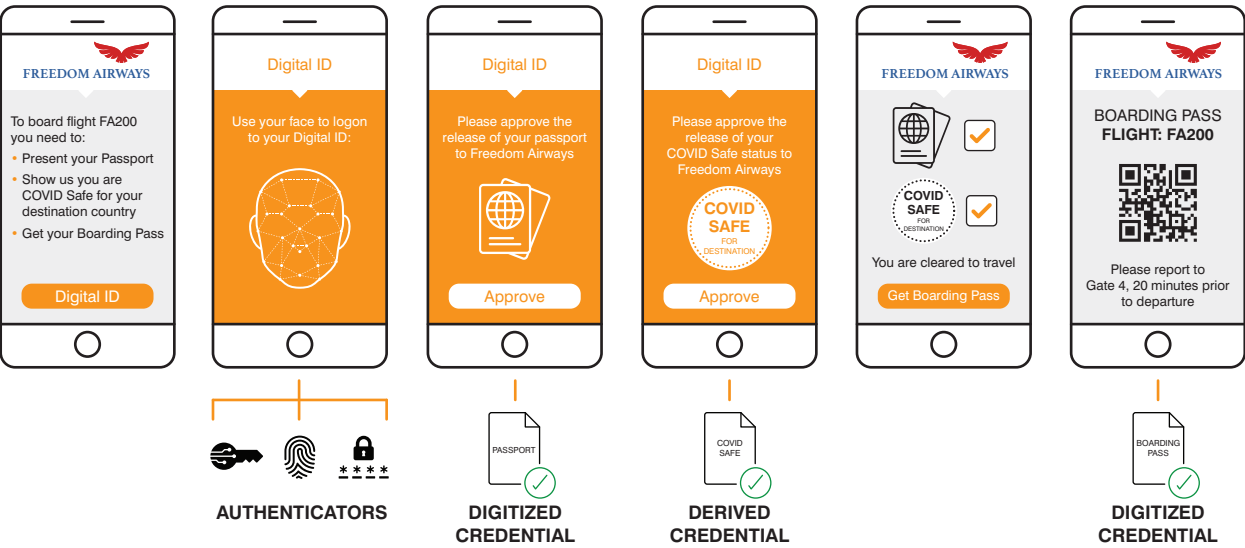 FREEDOM AIRWAYS
To board flight FA200
you need to:
• Present your Passport
• Show us you are
COVID Safe for your
destination country
• Get your Boarding Pass
Digital ID
Digital ID
Use your face to logon
to your Digital ID:
Digital ID
Please approve the
release of your passport
to Freedom Airways
Approve
Digital ID
Please approve the
release of your
COVID Safe status to
Freedom Airways
COVID
SAFE
FOR
DESTINATION
Approve
FREEDOM AIRWAYS
COVID
SAFE
FOR
DESTINATION
You are cleared to travel
Get Boarding Pass
FREEDOM AIRWAYS
BOARDING PASS
FLIGHT: FA200
Please report to
Gate 4, 20 minutes prior
to departure
* * * *
AUTHENTICATORS
PASSPORT
DIGITIZED
CREDENTIAL
COVID
SAFE
DERIVED
CREDENTIAL
BOARDING
PASS
DIGITIZED
CREDENTIAL